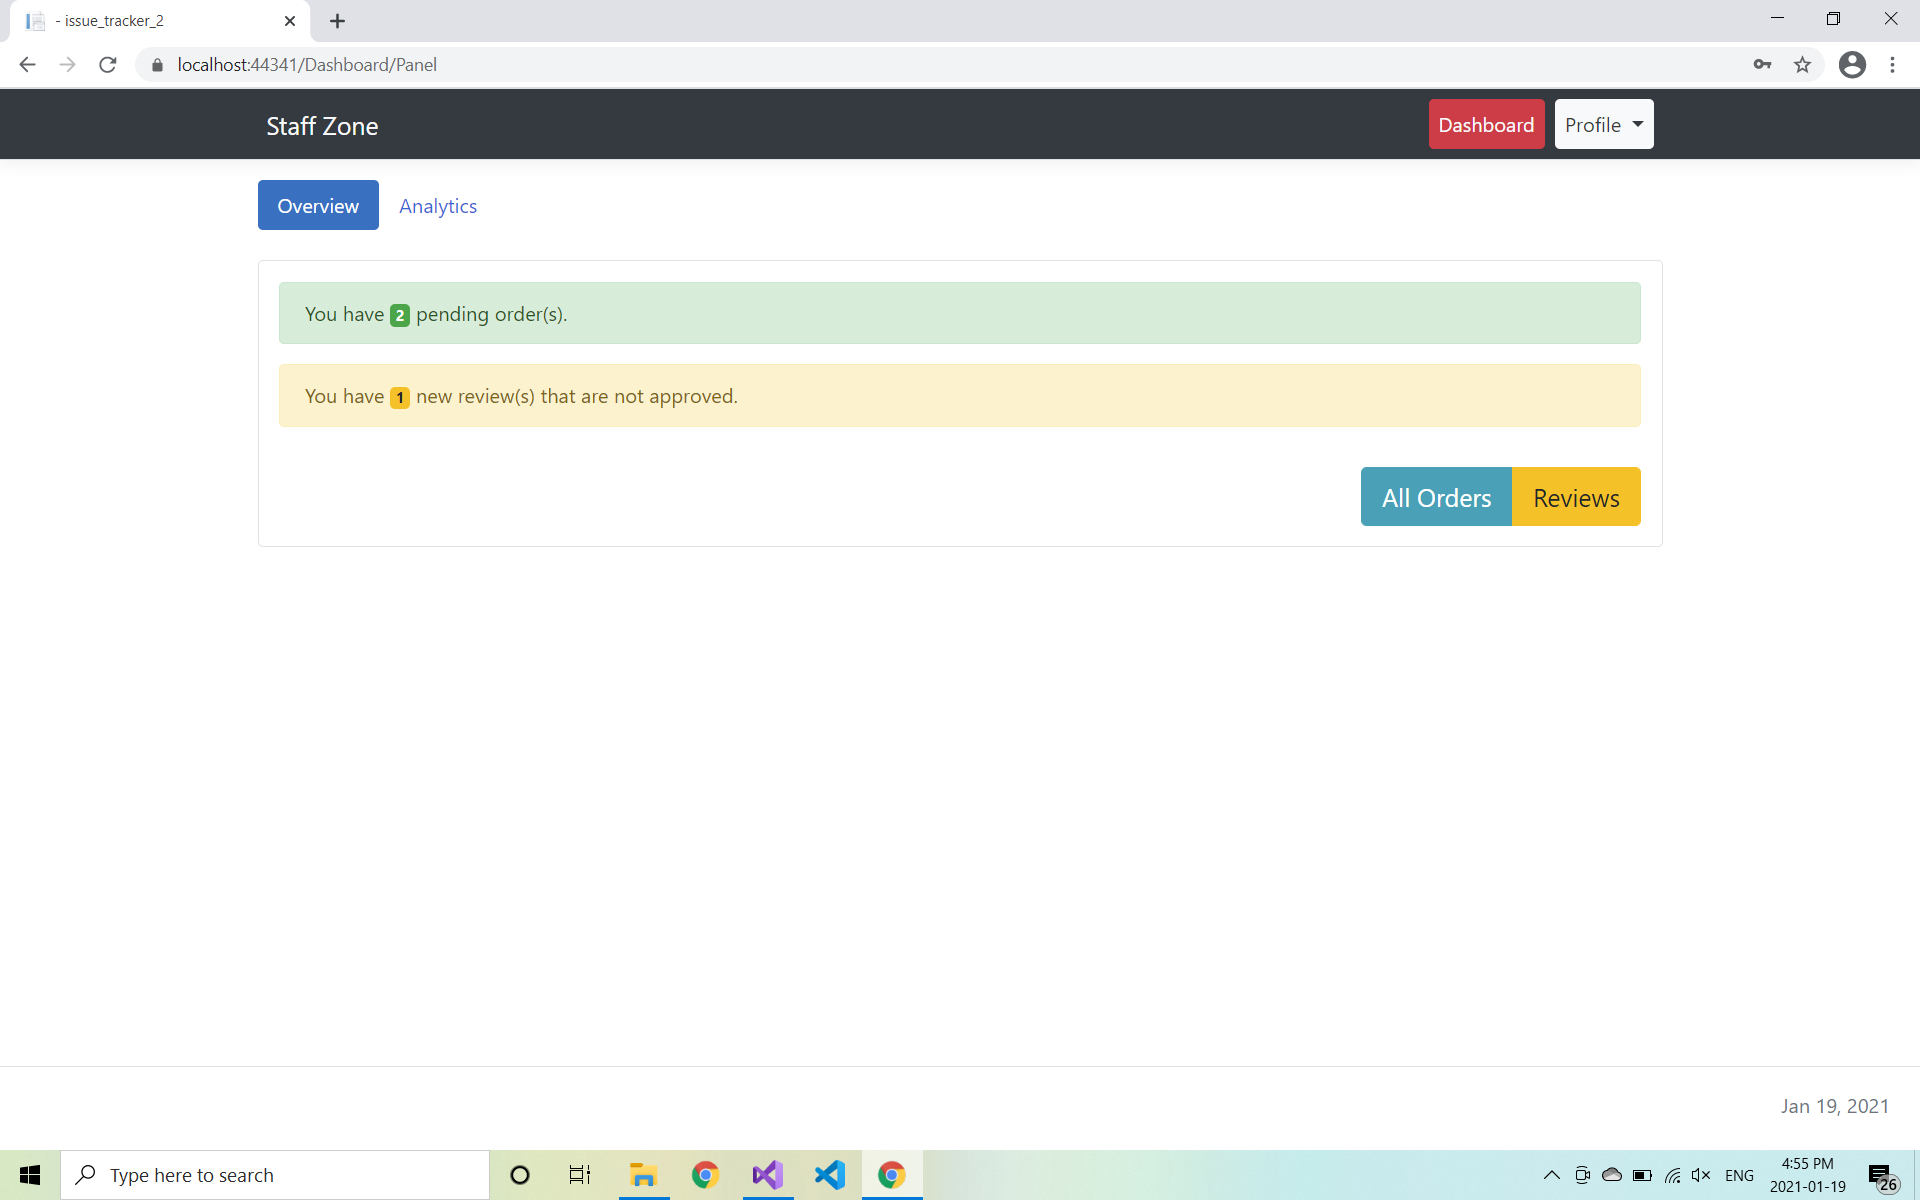 - issue_tracker_2
localhost:44341/Dashboard/Panel
Staff Zone
Dashboard
Profile
Overview
Analytics
You have 2 pending order(s).
You have 1 new review(s) that are not approved.
All Orders
Reviews
Jan 19, 2021
Type here to search
ENG
4:55 PM
2021-01-19
26